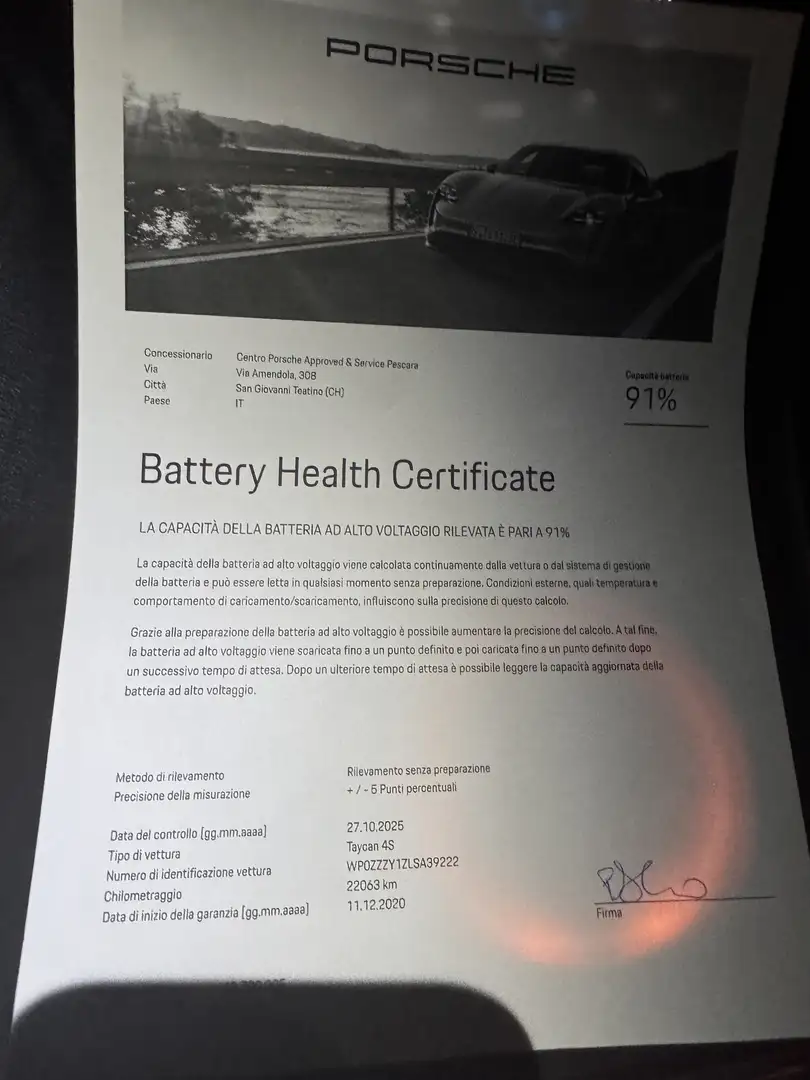 PORSCHE
Concessionario Centro Porsche Approved & Service Pescara
Via Via Amendola, 308
Città San Giovanni Teatino (CH)
Paese IT
Capacità batteria
91%
Battery Health Certificate
LA CAPACITÀ DELLA BATTERIA AD ALTO VOLTAGGIO RILEVATA È PARI A 91%
La capacità della batteria ad alto voltaggio viene calcolata continuamente dalla vettura o dal sistema di gestione
della batteria e può essere letta in qualsiasi momento senza preparazione. Condizioni esterne, quali temperatura e
comportamento di caricamento/scaricamento, influiscono sulla precisione di questo calcolo.
Grazie alla preparazione della batteria ad alto voltaggio è possibile aumentare la precisione del calcolo. A tal fine,
la batteria ad alto voltaggio viene scaricata fino a un punto definito e poi caricata fino a un punto definito dopo
un successivo tempo di attesa. Dopo un ulteriore tempo di attesa è possibile leggere la capacità aggiornata della
batteria ad alto voltaggio.
Metodo di rilevamento Rilevamento senza preparazione
Precisione della misurazione + / - 5 Punti percentuali
Data del controllo [gg.mm.aaaa] 27.10.2025
Tipo di vettura Taycan 4S
Numero di identificazione vettura WP0ZZZY1ZLSA39222
Chilometraggio 22063 km
Data di inizio della garanzia [gg.mm.aaaa] 11.12.2020
Firma